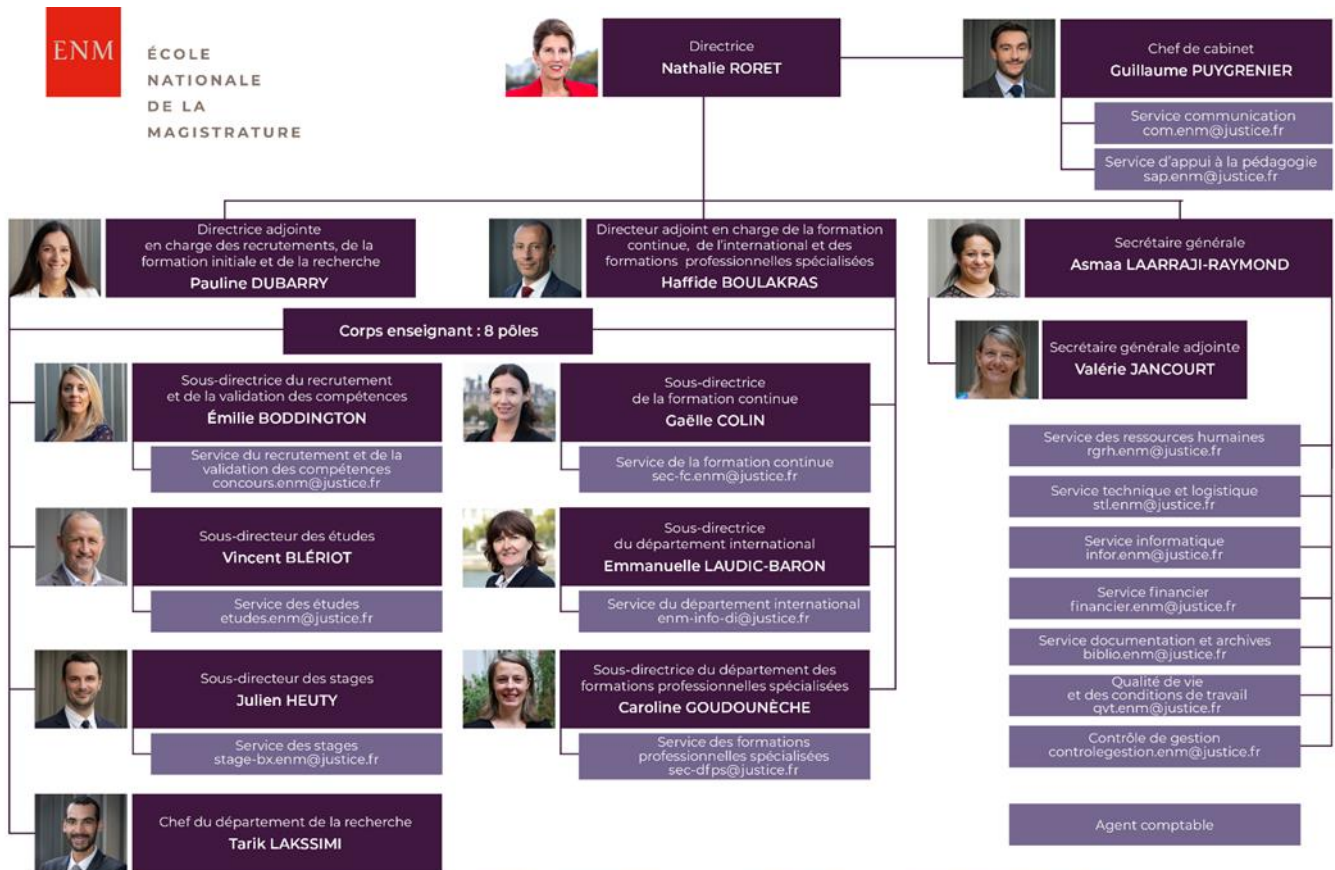 ENM
ÉCOLE
NATIONALE
DE LA
MAGISTRATURE
Directrice
Nathalie RORET
Chef de cabinet
Guillaume PUYGRENIER
Service communication
com.enm@justice.fr
Service d'appui à la pédagogie
sap.enm@justice.fr
Directrice adjointe
en charge des recrutements, de la
formation initiale et de la recherche
Pauline DUBARRY
Directeur adjoint en charge de la formation
continue, de l'international et des
formations professionnelles spécialisées
Haffide BOULAKRAS
Secrétaire générale
Asmaa LAARRAJI-RAYMOND
Corps enseignant : 8 pôles
Secrétaire générale adjointe
Valérie JANCOURT
Sous-directrice du recrutement
et de la validation des compétences
Émilie BODDINGTON
Service du recrutement et de la
validation des compétences
concours.enm@justice.fr
Sous-directeur des études
Vincent BLÉRIOT
Service des études
etudes.enm@justice.fr
Sous-directeur des stages
Julien HEUTY
Service des stages
stage-bx.enm@justice.fr
Chef du département de la recherche
Tarik LAKSSIMI
Sous-directrice
de la formation continue
Gaëlle COLIN
Service de la formation continue
sec-fc.enm@justice.fr
Sous-directrice
du département international
Emmanuelle LAUDIC-BARON
Service du département international
enm-info-di@justice.fr
Sous-directrice du département des
formations professionnelles spécialisées
Caroline GOUDOUNÈCHE
Service des formations
professionnelles spécialisées
sec-dfps@justice.fr
Service des ressources humaines
rgrh.enm@justice.fr
Service technique et logistique
stl.enm@justice.fr
Service informatique
infor.enm@justice.fr
Service financier
financier.enm@justice.fr
Service documentation et archives
biblio.enm@justice.fr
Qualité de vie
et des conditions de travail
qvt.enm@justice.fr
Contrôle de gestion
controlegestion.enm@justice.fr
Agent comptable